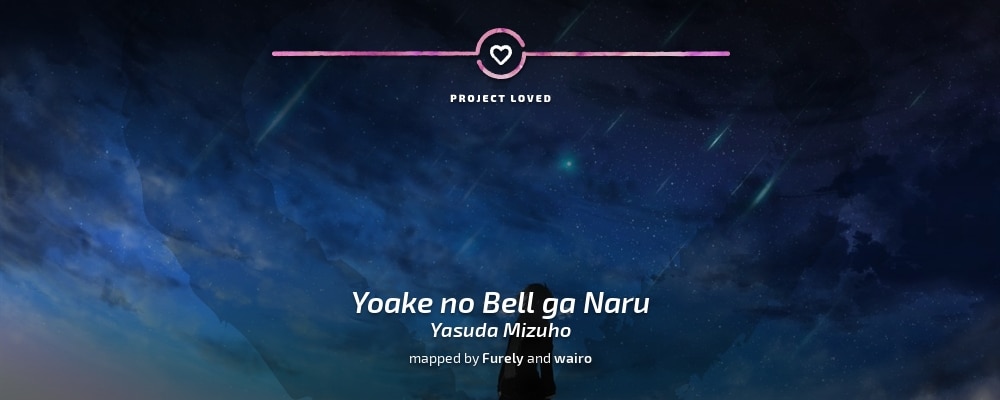 PROJECT LOVED
Yoake no Bell ga Naru
Yasuda Mizuho
mapped by Furely and wairo